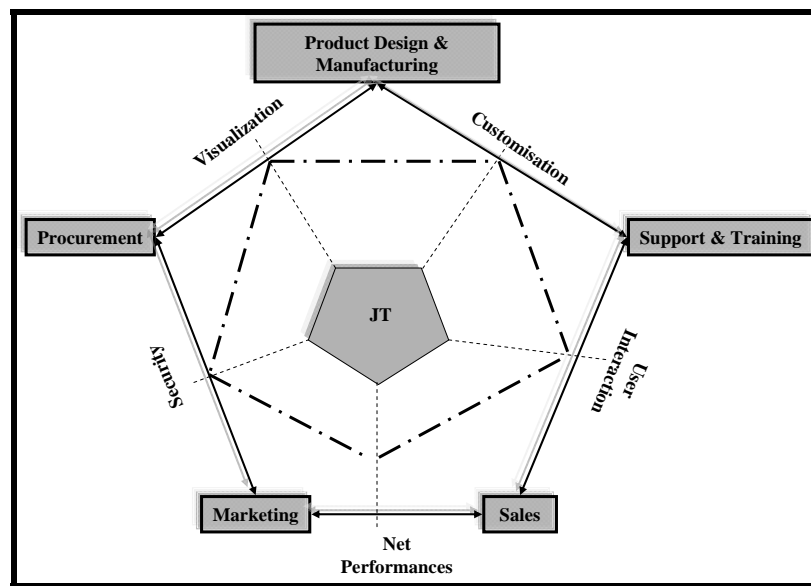 Product Design &
Manufacturing
Visualization
Customisation
Procurement
Support & Training
JT
Security
User
Interaction
Marketing
Sales
Net
Performances